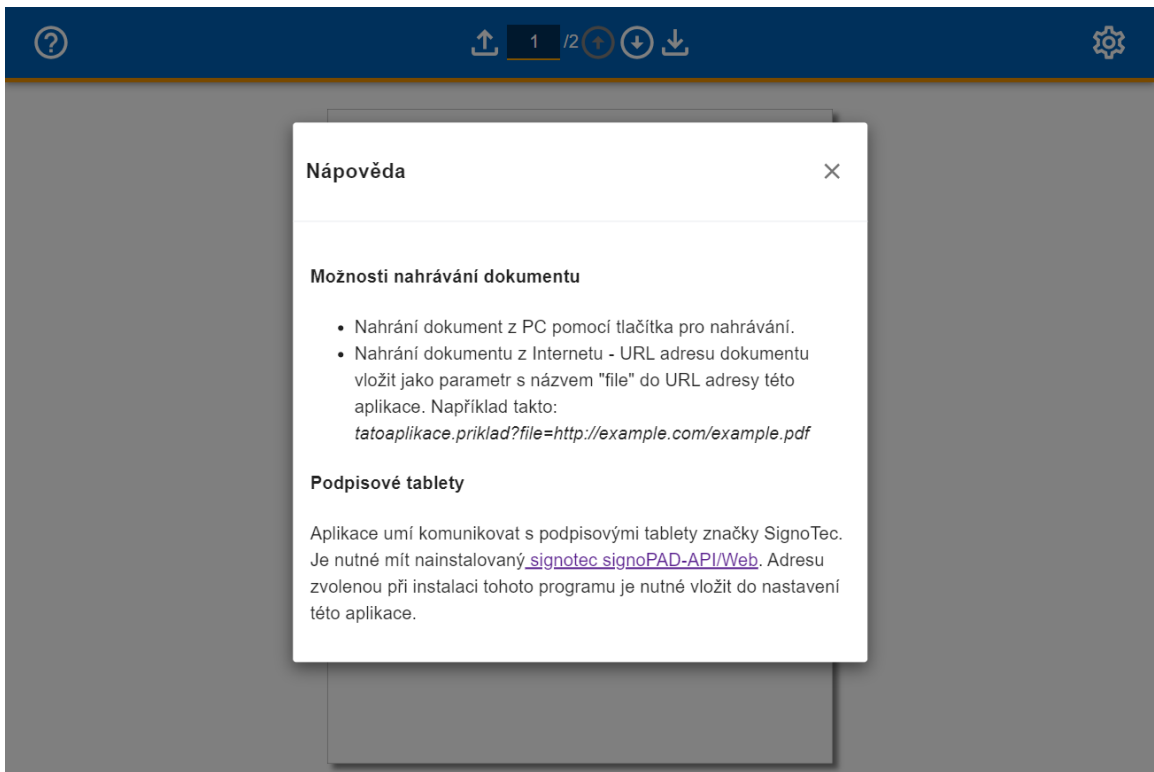 1 /2
Nápověda
Možnosti nahrávání dokumentu
• Nahrání dokument z PC pomocí tlačítka pro nahrávání.
• Nahrání dokumentu z Internetu - URL adresu dokumentu
vložit jako parametr s názvem "file" do URL adresy této
aplikace. Například takto:
tatoaplikace.priklad?file=http://example.com/example.pdf
Podpisové tablety
Aplikace umí komunikovat s podpisovými tablety značky SignoTec.
Je nutné mít nainstalovaný signotec signoPAD-API/Web. Adresu
zvolenou při instalaci tohoto programu je nutné vložit do nastavení
této aplikace.